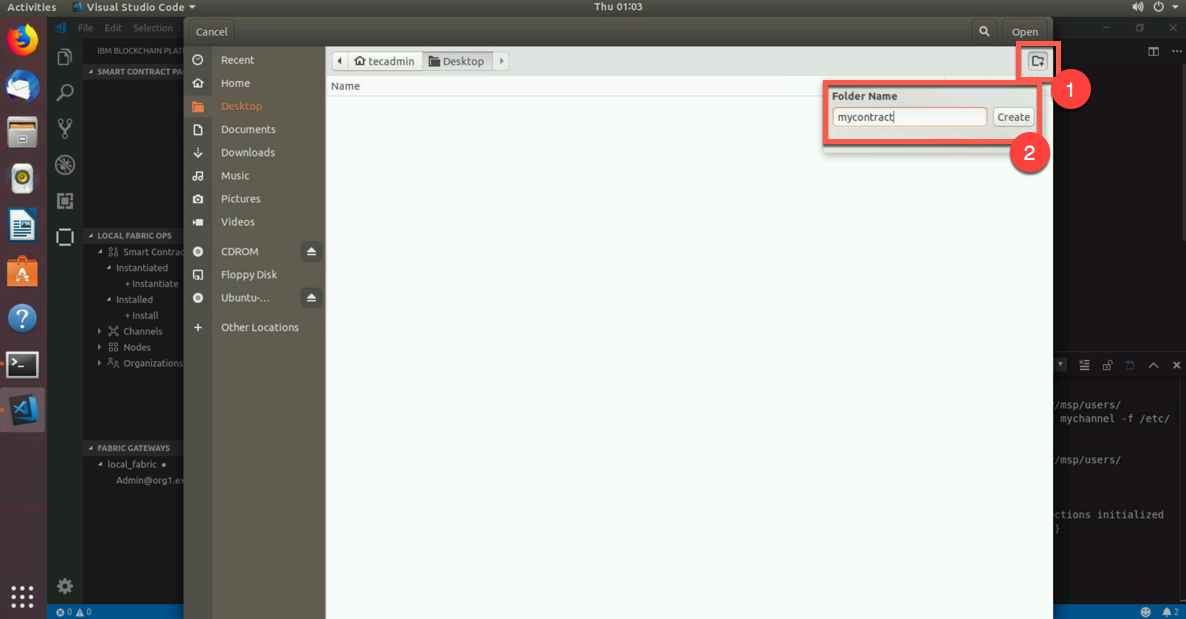 Activities
Visual Studio Code
Thu 01:03
File Edit Selection
Cancel
Open
IBM BLOCKCHAIN PLAT
SMART CONTRACT PA
Recent
Home
Desktop
Documents
Downloads
Music
Pictures
Videos
CDROM
Floppy Disk
Ubuntu-...
+ Other Locations
tecadmin
Desktop
Name
Folder Name
mycontract
Create
1
2
LOCAL FABRIC OPS
Smart Contrac
Instantiated
+ Instantiate
Installed
+ Install
Channels
Nodes
Organizations
FABRIC GATEWAYS
local_fabric
Admin@org1.ex
/msp/users/
mychannel -f /etc/
/msp/users/
ctions initialized
}
0
0
2